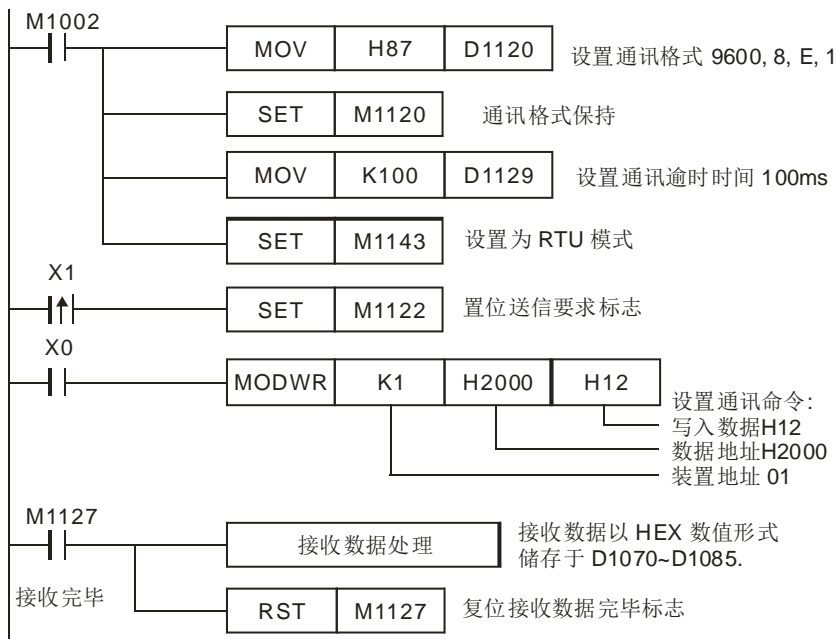 M1002
MOV H87 D1120 设置通讯格式 9600, 8, E, 1
SET M1120 通讯格式保持
MOV K100 D1129 设置通讯逾时时间 100ms
SET M1143 设置为 RTU 模式
X1
SET M1122 置位送信要求标志
X0
MODWR K1 H2000 H12
设置通讯命令:
写入数据H12
数据地址H2000
装置地址 01
M1127
接收数据处理
接收数据以 HEX 数值形式
储存于 D1070~D1085.
接收完毕
RST M1127 复位接收数据完毕标志